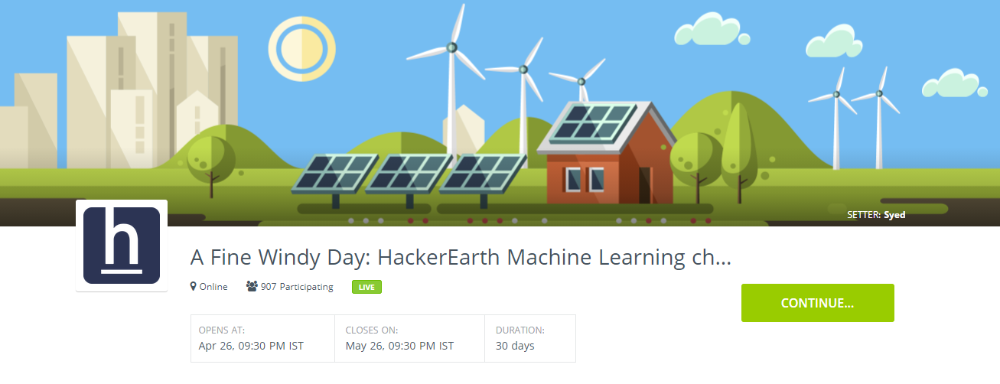 SETTER: Syed
h
A Fine Windy Day: HackerEarth Machine Learning ch...
Online 907 Participating LIVE
CONTINUE...
OPENS AT: CLOSES ON: DURATION:
Apr 26, 09:30 PM IST May 26, 09:30 PM IST 30 days